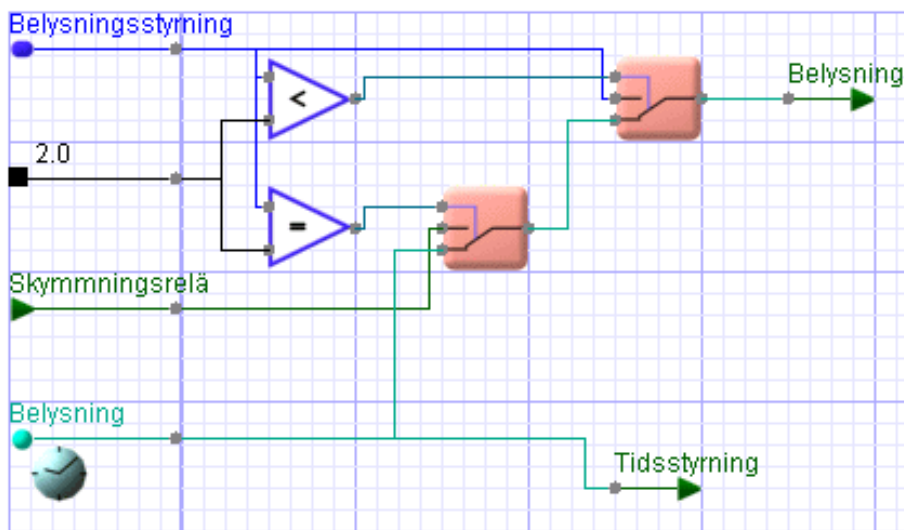 Belysningsstyrning
<
Belysning
2.0
=
Skymmningsrelä
Belysning
Tidsstyrning